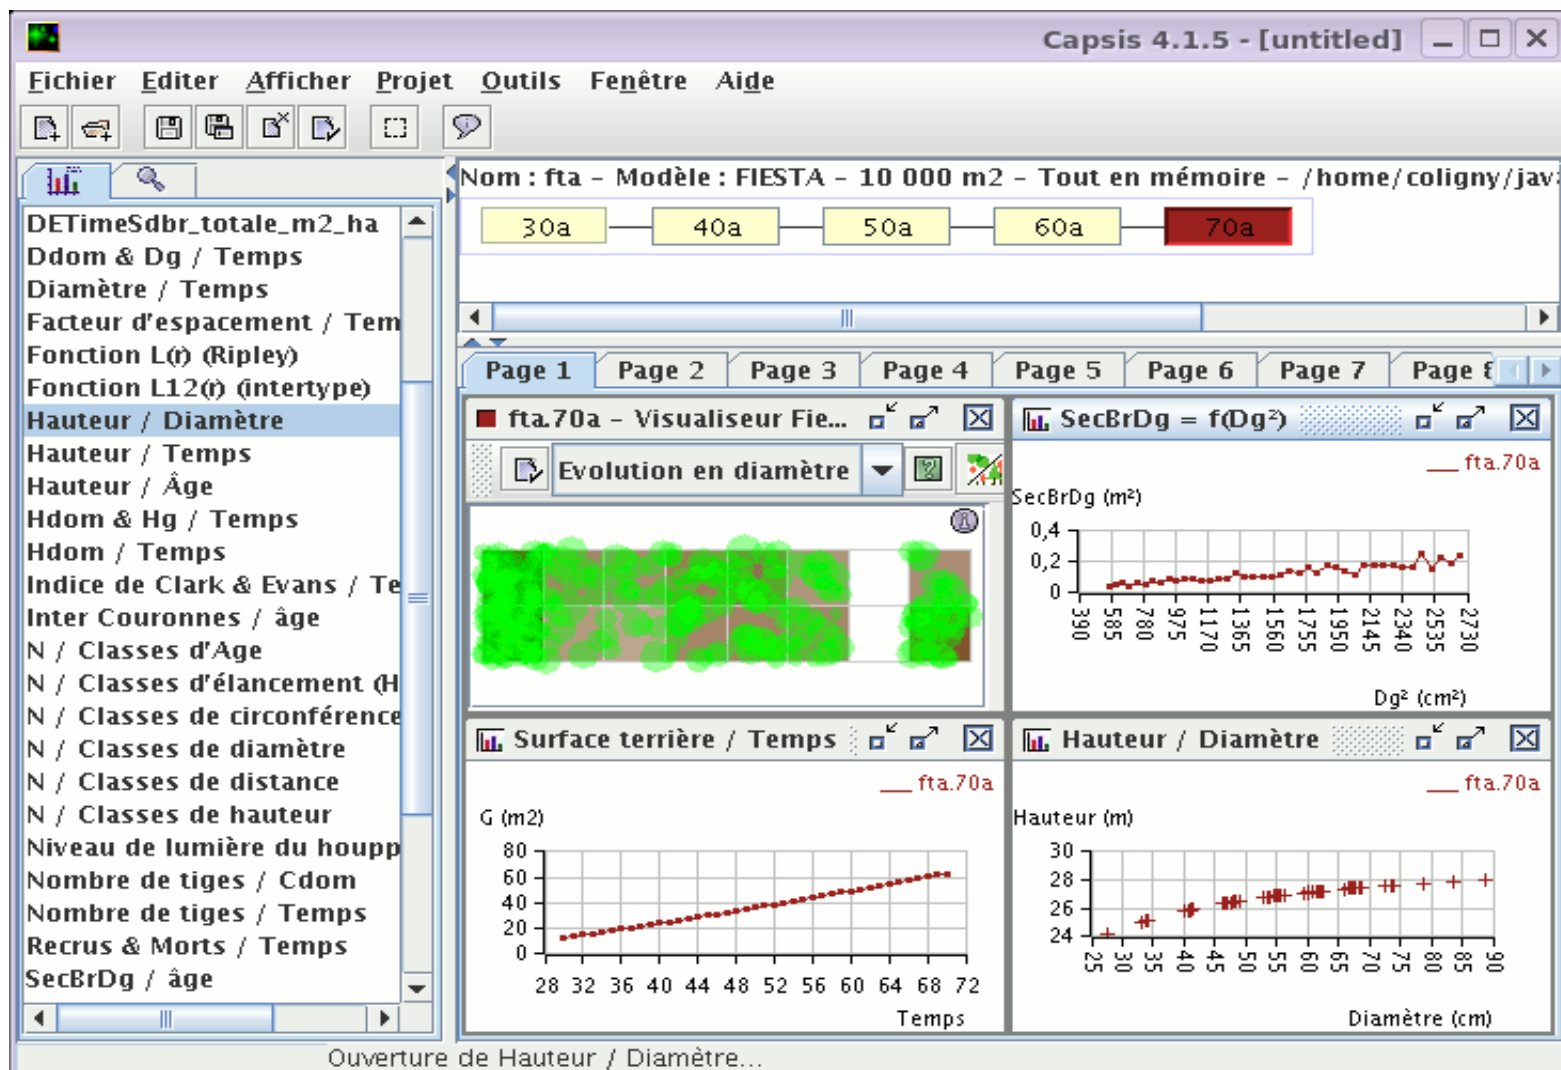 Capsis 4.1.5 - [untitled]
Fichier Editer Afficher Projet Outils Fenêtre Aide
Nom : fta - Modèle : FIESTA - 10 000 m2 - Tout en mémoire - /home/coligny/jav
30a 40a 50a 60a 70a
DETimeSdbr_totale_m2_ha
Ddom & Dg / Temps
Diamètre / Temps
Facteur d'espacement / Tem
Fonction L(r) (Ripley)
Fonction L12(r) (intertype)
Hauteur / Diamètre
Hauteur / Temps
Hauteur / Âge
Hdom & Hg / Temps
Hdom / Temps
Indice de Clark & Evans / Te
Inter Couronnes / âge
N / Classes d'Age
N / Classes d'élancement (H
N / Classes de circonférence
N / Classes de diamètre
N / Classes de distance
N / Classes de hauteur
Niveau de lumière du houpp
Nombre de tiges / Cdom
Nombre de tiges / Temps
Recrus & Morts / Temps
SecBrDg / âge
Page 1 Page 2 Page 3 Page 4 Page 5 Page 6 Page 7 Page 8
fta.70a - Visualiseur Fie...
Evolution en diamètre
SecBrDg = f(Dg²)
fta.70a
SecBrDg (m²)
0,4
0,2
0
390 585 780 975 1170 1365 1560 1755 1950 2145 2340 2535 2730
Dg² (cm²)
Surface terrière / Temps
fta.70a
G (m2)
80
60
40
20
0
28 32 36 40 44 48 52 56 60 64 68 72
Temps
Hauteur / Diamètre
fta.70a
Hauteur (m)
30
28
26
24
25 30 35 40 45 50 55 60 65 70 75 80 85 90
Diamètre (cm)
Ouverture de Hauteur / Diamètre...